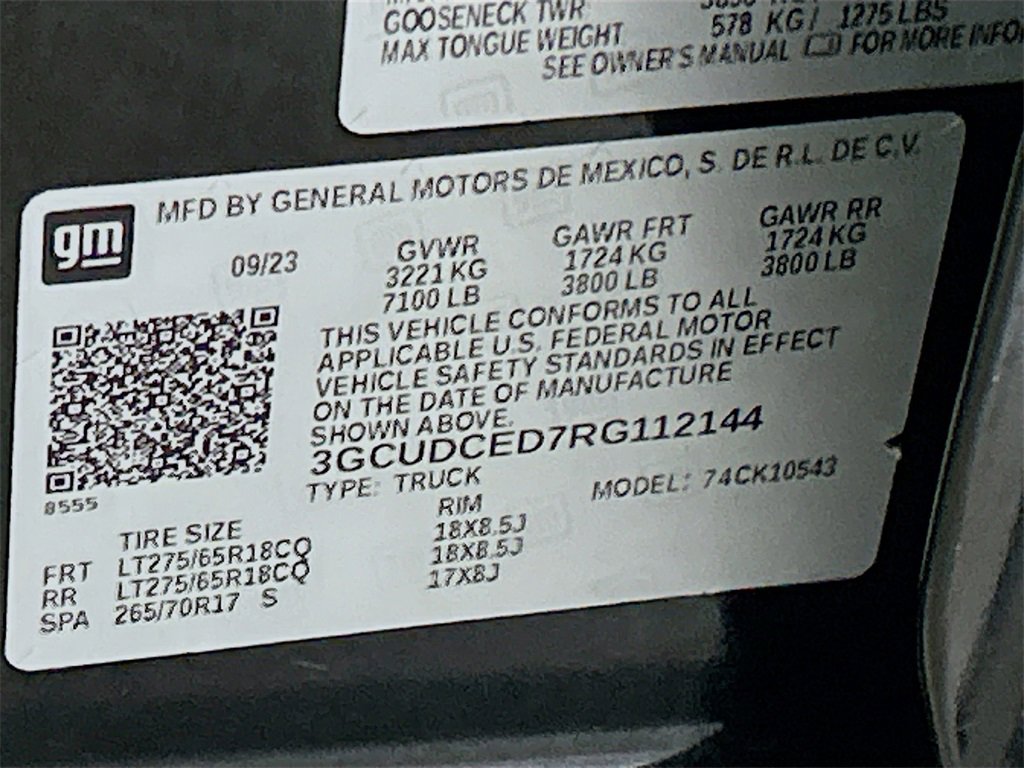 GOOSENECK TWR
MAX TONGUE WEIGHT 578 KG/ 1275 LBS
SEE OWNER'S MANUAL FOR MORE
gm
MFD BY GENERAL MOTORS DE MEXICO, S. DE R.L. DE C.V.
09/23
GVWR GAWR FRT GAWR RR
3221 KG 1724 KG 1724 KG
7100 LB 3800 LB 3800 LB
THIS VEHICLE CONFORMS TO ALL
APPLICABLE U.S. FEDERAL MOTOR
VEHICLE SAFETY STANDARDS IN EFFECT
ON THE DATE OF MANUFACTURE
SHOWN ABOVE.
3GCUDCED7RG112144
TYPE: TRUCK MODEL: 74CK10543
8555
TIRE SIZE RIM
FRT LT275/65R18CQ 18X8.5J
RR LT275/65R18CQ 18X8.5J
SPA 265/70R17 S 17X8J